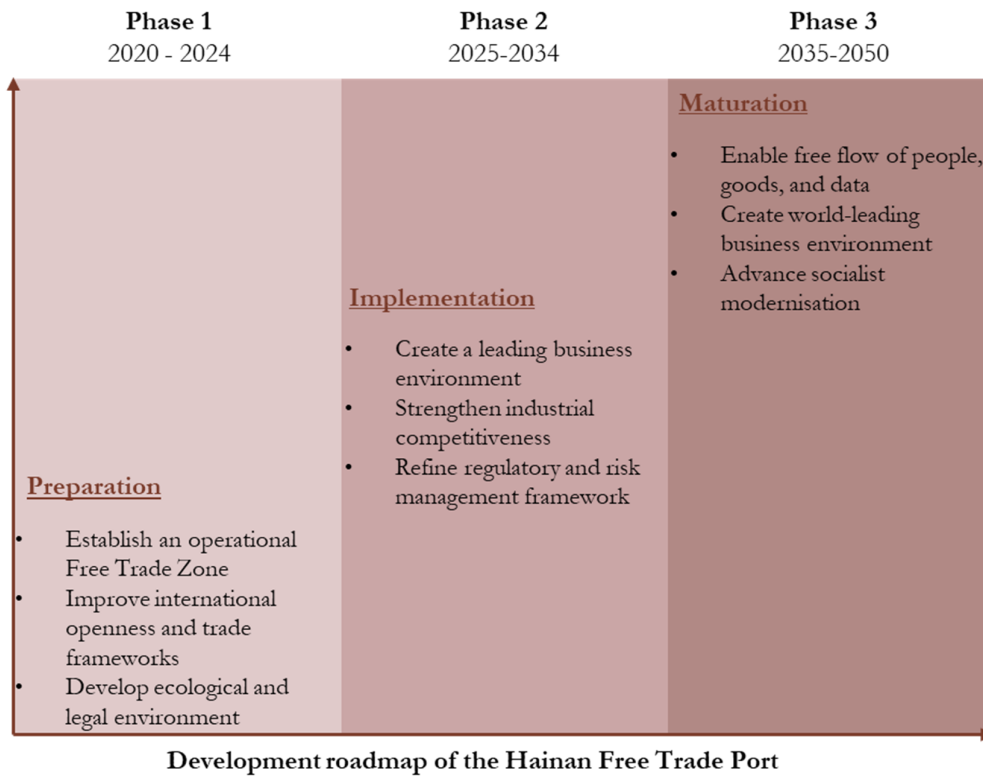 Phase 1
2020 - 2024
Phase 2
2025-2034
Phase 3
2035-2050
Preparation
• Establish an operational
Free Trade Zone
• Improve international
openness and trade
frameworks
• Develop ecological and
legal environment
Implementation
• Create a leading business
environment
• Strengthen industrial
competitiveness
• Refine regulatory and risk
management framework
Maturation
• Enable free flow of people,
goods, and data
• Create world-leading
business environment
• Advance socialist
modernisation
Development roadmap of the Hainan Free Trade Port